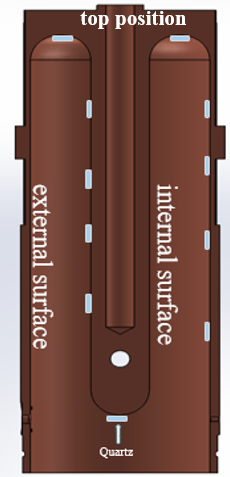 top position
external surface
internal surface
Quartz